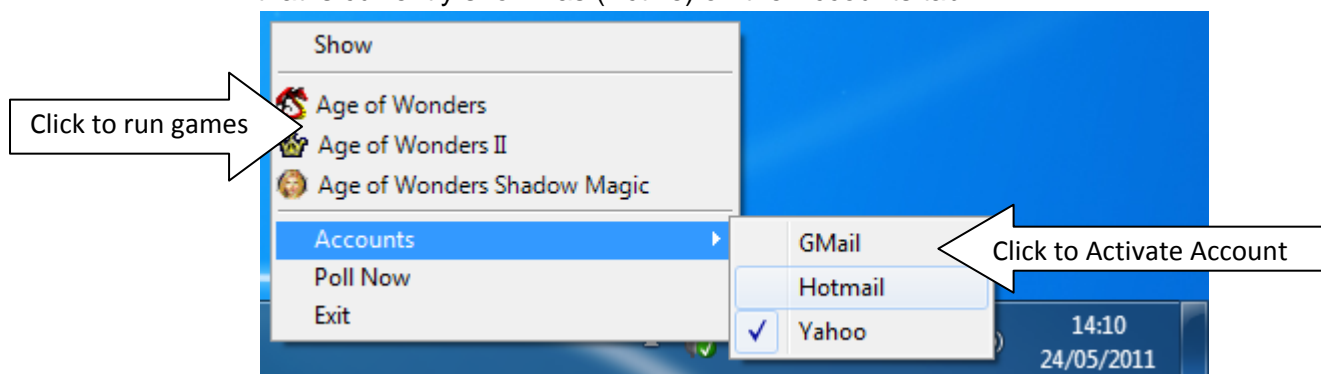 Show
Age of Wonders
Click to run games
Age of Wonders II
Age of Wonders Shadow Magic
Accounts
GMail
Click to Activate Account
Poll Now
Hotmail
Exit
Yahoo
14:10
24/05/2011